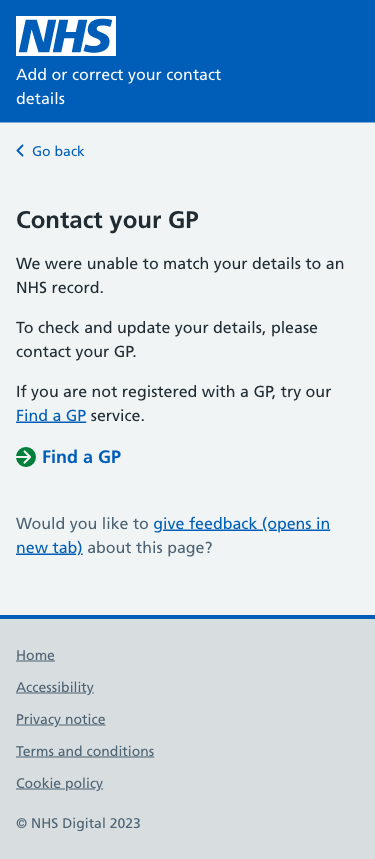 NHS
Add or correct your contact
details
Go back
Contact your GP
We were unable to match your details to an
NHS record.
To check and update your details, please
contact your GP.
If you are not registered with a GP, try our
Find a GP service.
Find a GP
Would you like to give feedback (opens in
new tab) about this page?
Home
Accessibility
Privacy notice
Terms and conditions
Cookie policy
© NHS Digital 2023